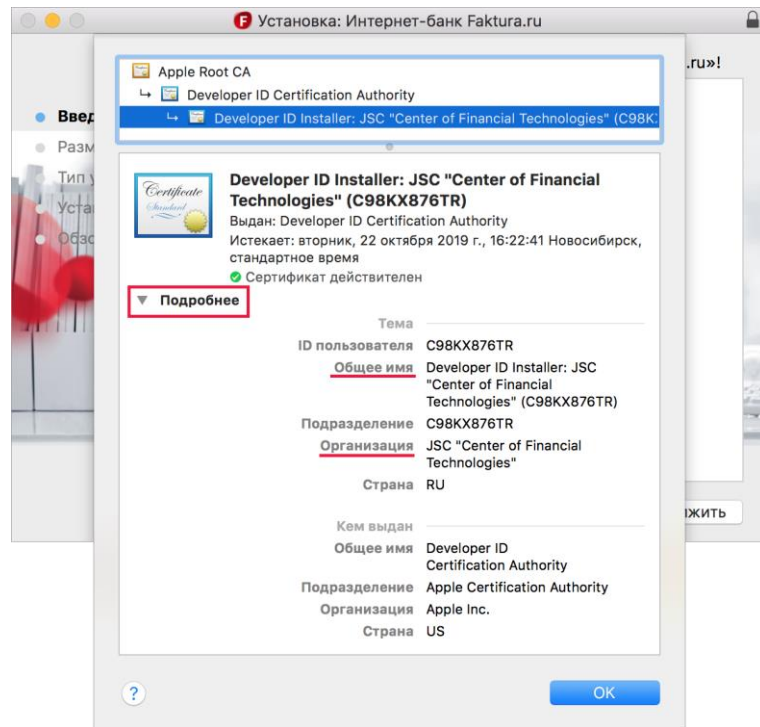 Установка: Интернет-банк Faktura.ru
.ru»!
Apple Root CA
Developer ID Certification Authority
Developer ID Installer: JSC "Center of Financial Technologies" (C98K
Введ
Разм
Тип у
Уста
Обзо
Certificate
Standard
Developer ID Installer: JSC "Center of Financial
Technologies" (C98KX876TR)
Выдан: Developer ID Certification Authority
Истекает: вторник, 22 октября 2019 г., 16:22:41 Новосибирск,
стандартное время
Сертификат действителен
Подробнее
Тема
ID пользователя C98KX876TR
Общее имя Developer ID Installer: JSC
"Center of Financial
Technologies" (C98KX876TR)
Подразделение C98KX876TR
Организация JSC "Center of Financial
Technologies"
Страна RU
Кем выдан
Общее имя Developer ID
Certification Authority
Подразделение Apple Certification Authority
Организация Apple Inc.
Страна US
лжить
? OK